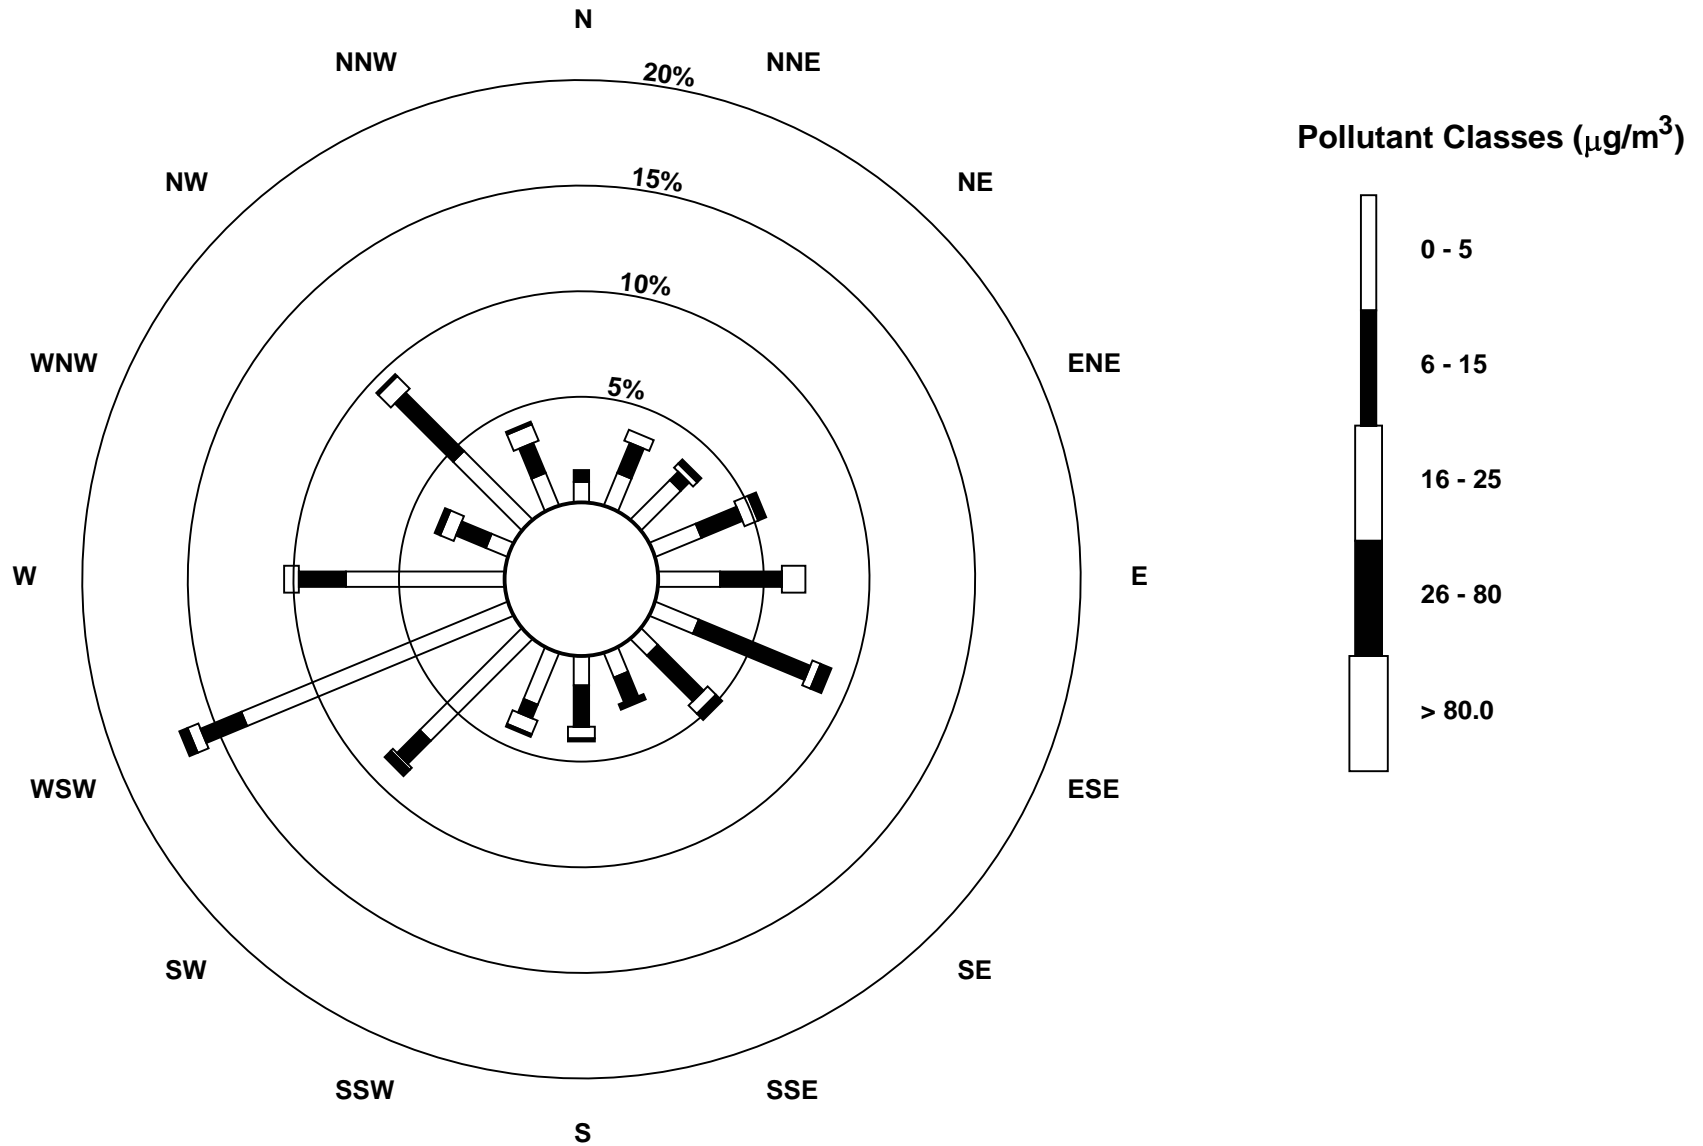 N
NNW
NNE
20%
Pollutant Classes (μg/m³)
15%
NW
NE
0 - 5
10%
WNW
ENE
6 - 15
5%
16 - 25
W
E
26 - 80
> 80.0
WSW
ESE
SW
SE
SSW
SSE
S